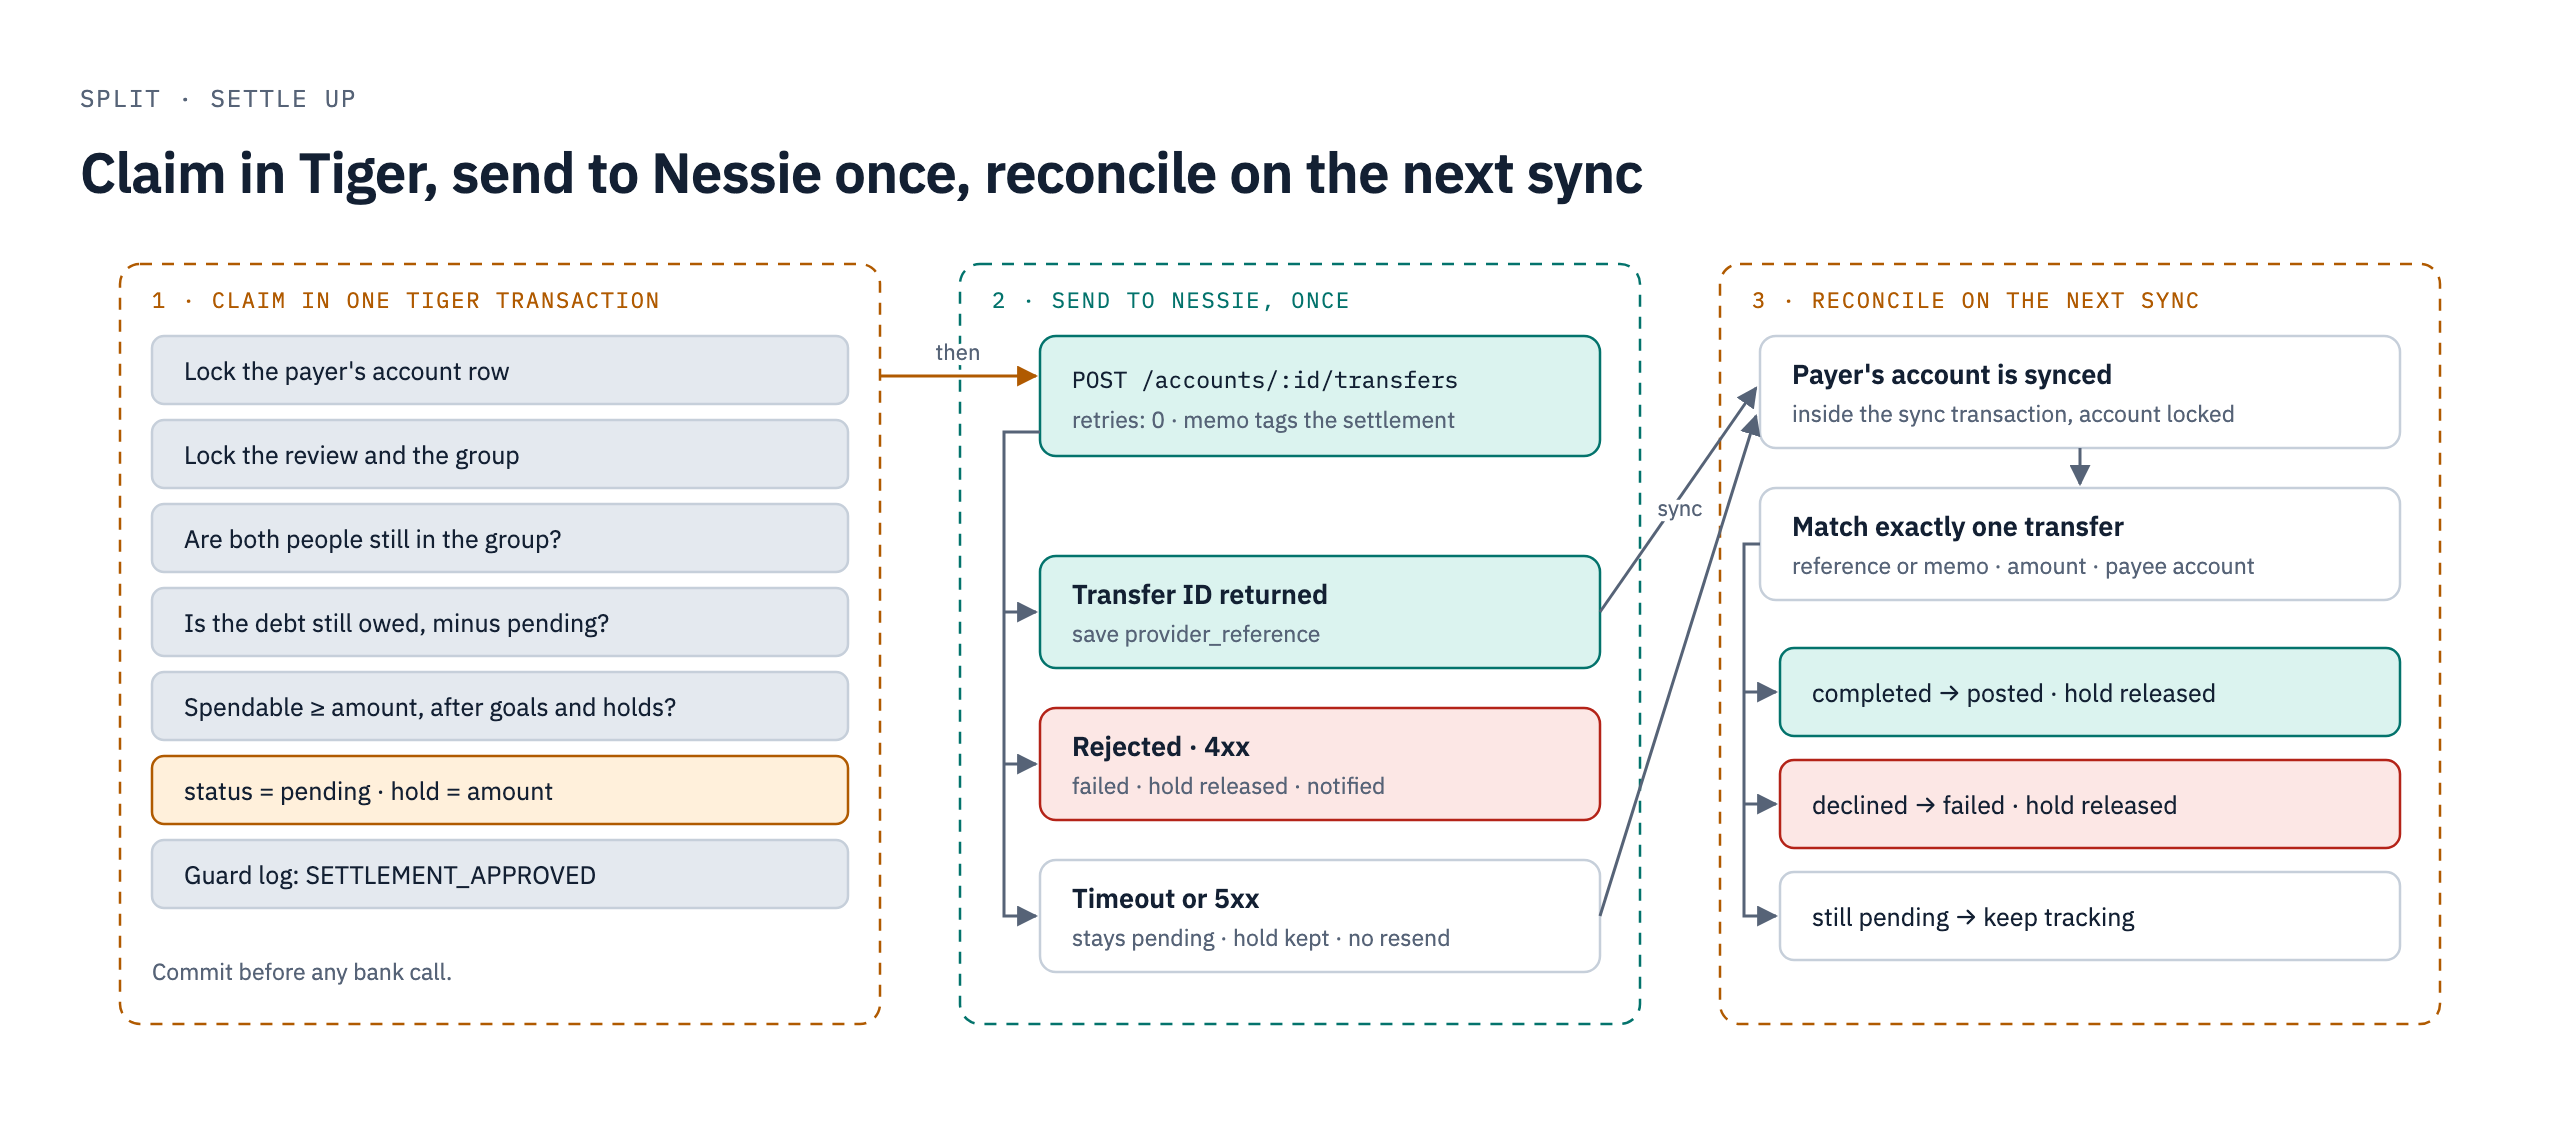 SPLIT · SETTLE UP
Claim in Tiger, send to Nessie once, reconcile on the next sync
1 · CLAIM IN ONE TIGER TRANSACTION
Lock the payer's account row
Lock the review and the group
Are both people still in the group?
Is the debt still owed, minus pending?
Spendable ≥ amount, after goals and holds?
status = pending · hold = amount
Guard log: SETTLEMENT_APPROVED
Commit before any bank call.
then
2 · SEND TO NESSIE, ONCE
POST /accounts/:id/transfers
retries: 0 · memo tags the settlement
Transfer ID returned
save provider_reference
Rejected · 4xx
failed · hold released · notified
Timeout or 5xx
stays pending · hold kept · no resend
sync
3 · RECONCILE ON THE NEXT SYNC
Payer's account is synced
inside the sync transaction, account locked
Match exactly one transfer
reference or memo · amount · payee account
completed → posted · hold released
declined → failed · hold released
still pending → keep tracking